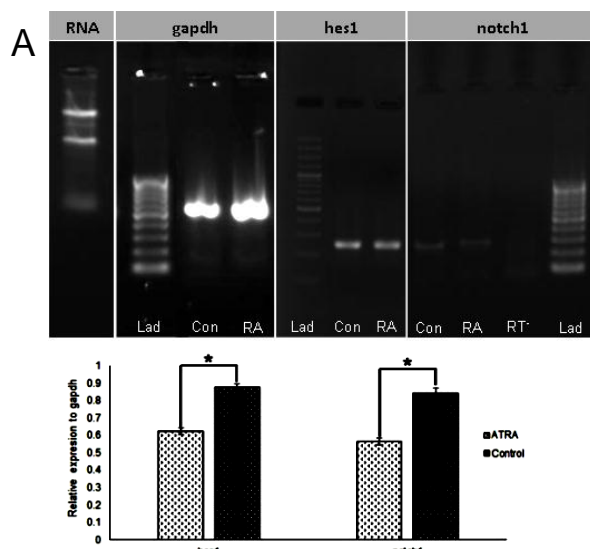 A
RNA gapdh hes1 notch1
Lad Con RA Lad Con RA Con RA RT- Lad
Relative expresion to gapdh
1
0.9
0.8
0.7
0.6
0.5
0.4
0.3
0.2
0.1
0
* *
ATRA
Control